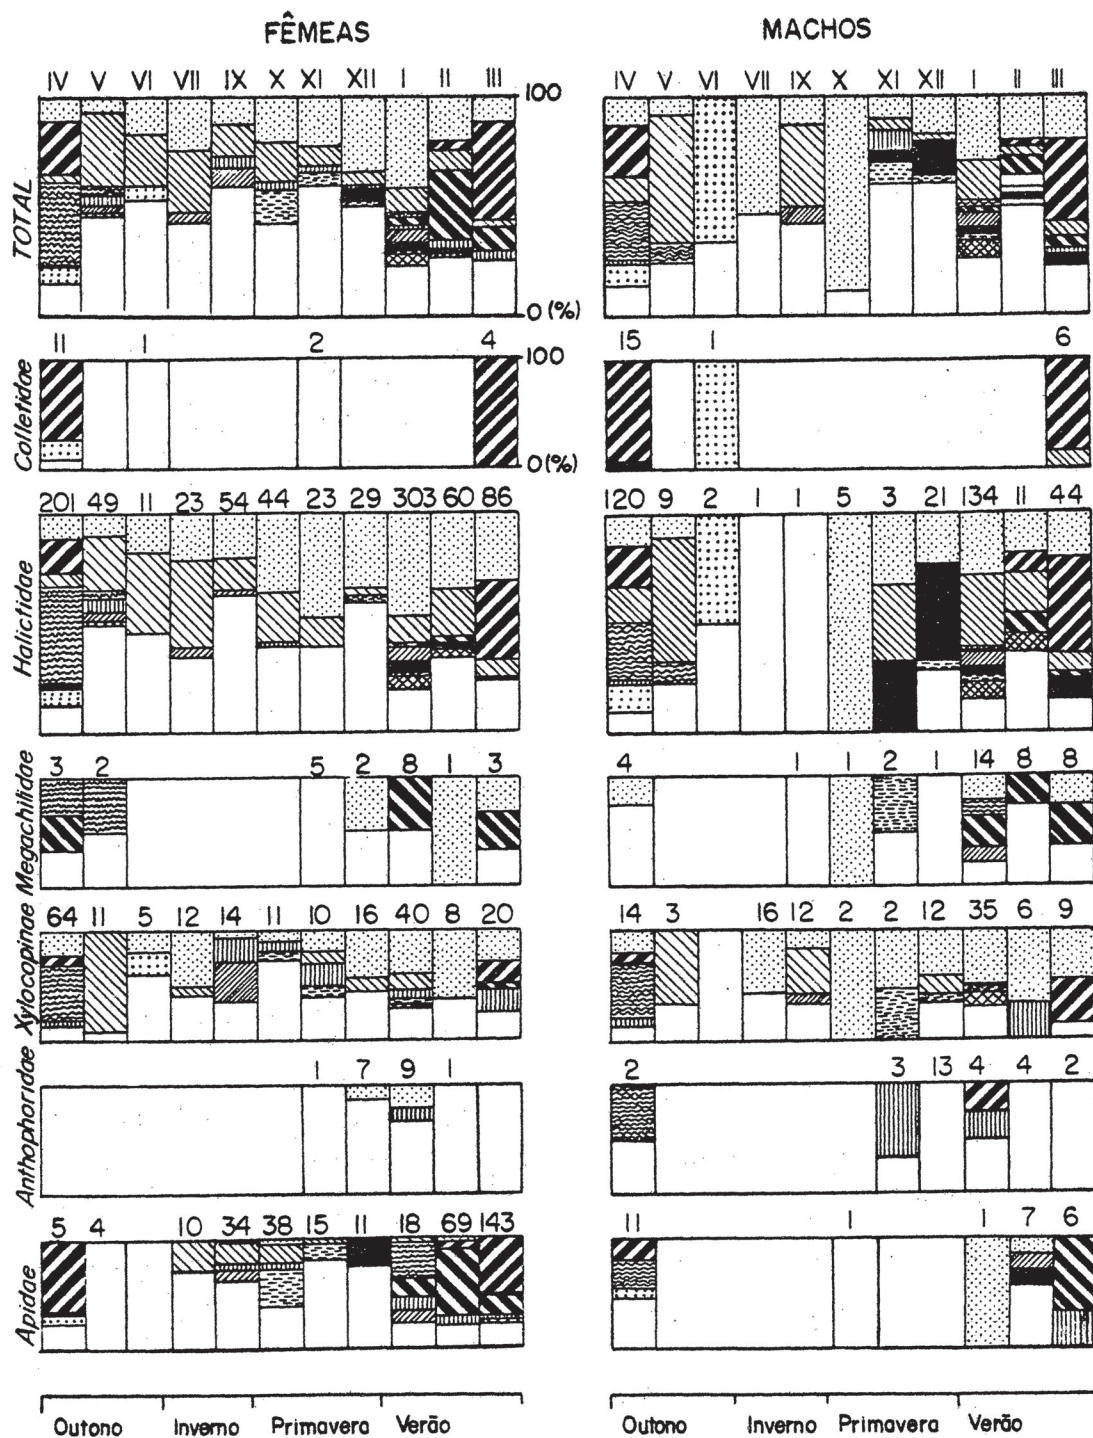 FÊMEAS MACHOS
IV V VI VII IX X XI XII I II III IV V VI VII IX X XI XII I II III
100
TOTAL
0(%)
11 1 2 4 15 1 6
100
Colletidae
0(%)
201 49 11 23 54 44 23 29 303 60 86 120 9 2 1 1 5 3 21 134 11 44
Halictidae
3 2 5 2 8 1 3 4 1 1 2 1 14 8 8
Megachilidae
64 11 5 12 14 11 10 16 40 8 20 14 3 16 12 2 2 12 35 6 9
Xylocopinae
1 7 9 1 2 3 13 4 4 2
Anthophoridae
5 4 10 34 38 15 11 18 69 143 11 1 1 7 6
Apidae
Outono Inverno Primavera Verão Outono Inverno Primavera Verão